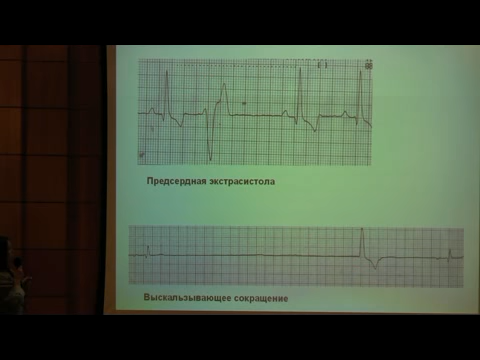 Предсердная экстрасистола
Выскальзывающее сокращение